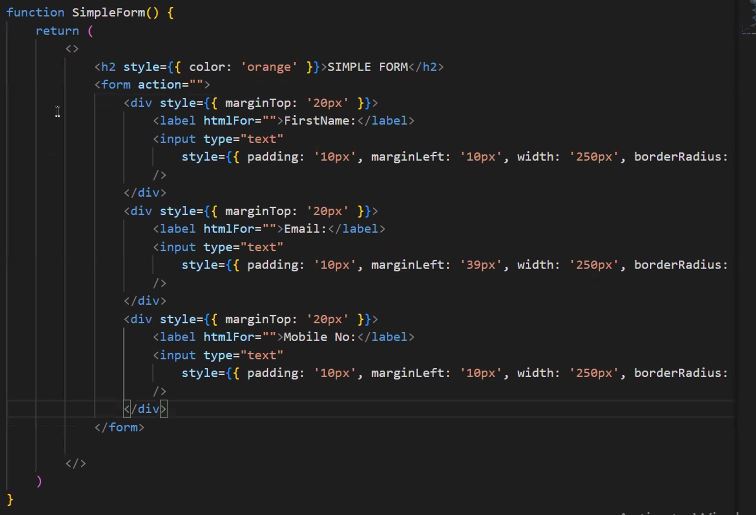 function SimpleForm() {
return (
<>
<h2 style={{ color: 'orange' }}>SIMPLE FORM</h2>
<form action="">
<div style={{ marginTop: '20px' }}>
<label htmlFor="">FirstName:</label>
<input type="text"
style={{ padding: '10px', marginLeft: '10px', width: '250px', borderRadius:
/>
</div>
<div style={{ marginTop: '20px' }}>
<label htmlFor="">Email:</label>
<input type="text"
style={{ padding: '10px', marginLeft: '39px', width: '250px', borderRadius:
/>
</div>
<div style={{ marginTop: '20px' }}>
<label htmlFor="">Mobile No:</label>
<input type="text"
style={{ padding: '10px', marginLeft: '10px', width: '250px', borderRadius:
/>
</div>
</form>
</>
)
}